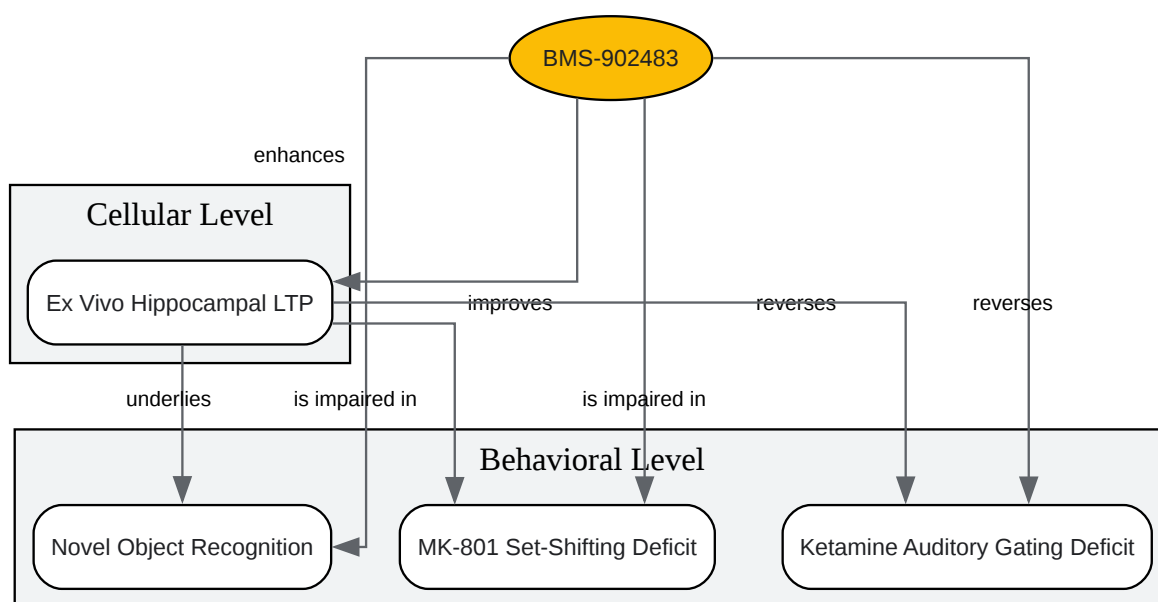 BMS-902483
enhances
Cellular Level
Ex Vivo Hippocampal LTP
improves
reverses
reverses
underlies
is impaired in
is impaired in
Behavioral Level
Novel Object Recognition
MK-801 Set-Shifting Deficit
Ketamine Auditory Gating Deficit